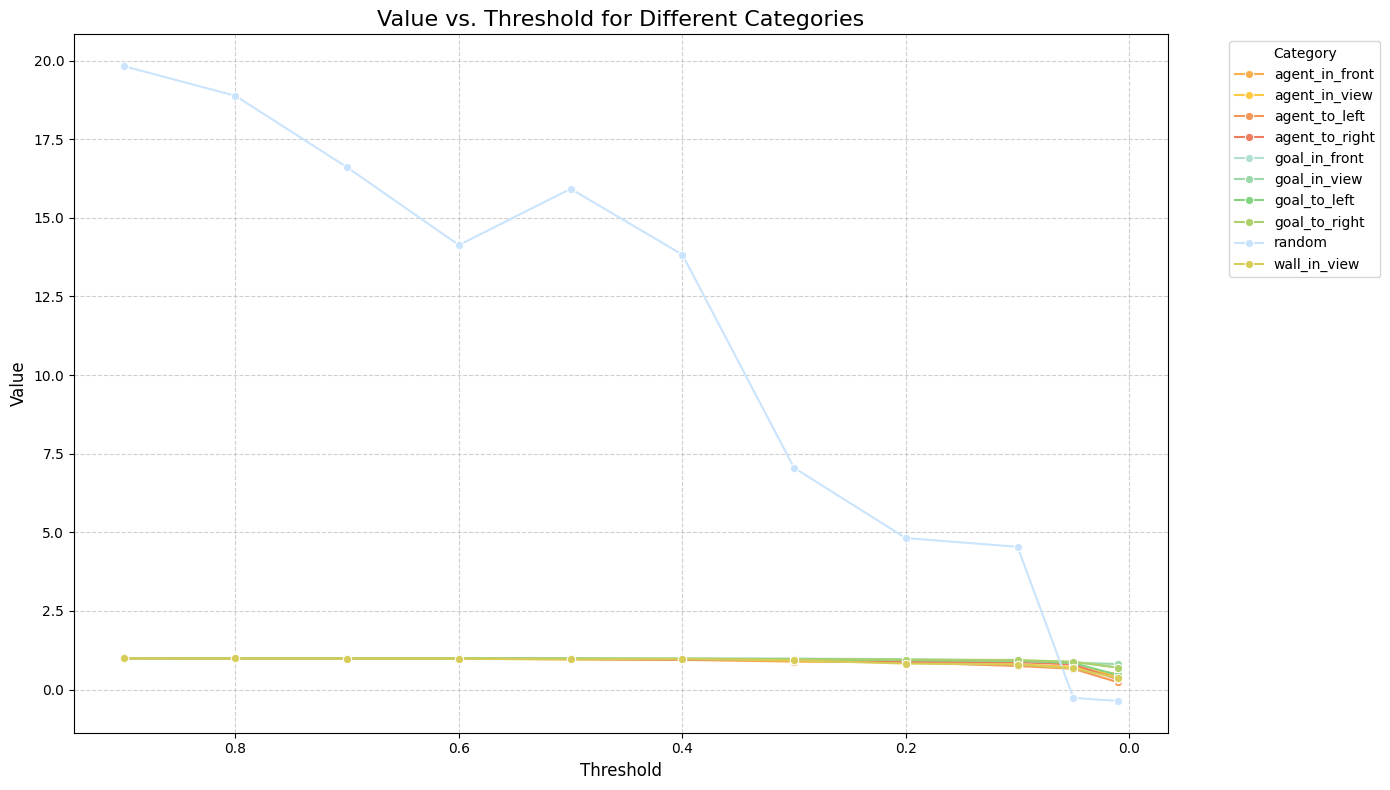 Value vs. Threshold for Different Categories
Value
20.0
17.5
15.0
12.5
10.0
7.5
5.0
2.5
0.0
0.8
0.6
0.4
0.2
0.0
Threshold
Category
agent_in_front
agent_in_view
agent_to_left
agent_to_right
goal_in_front
goal_in_view
goal_to_left
goal_to_right
random
wall_in_view